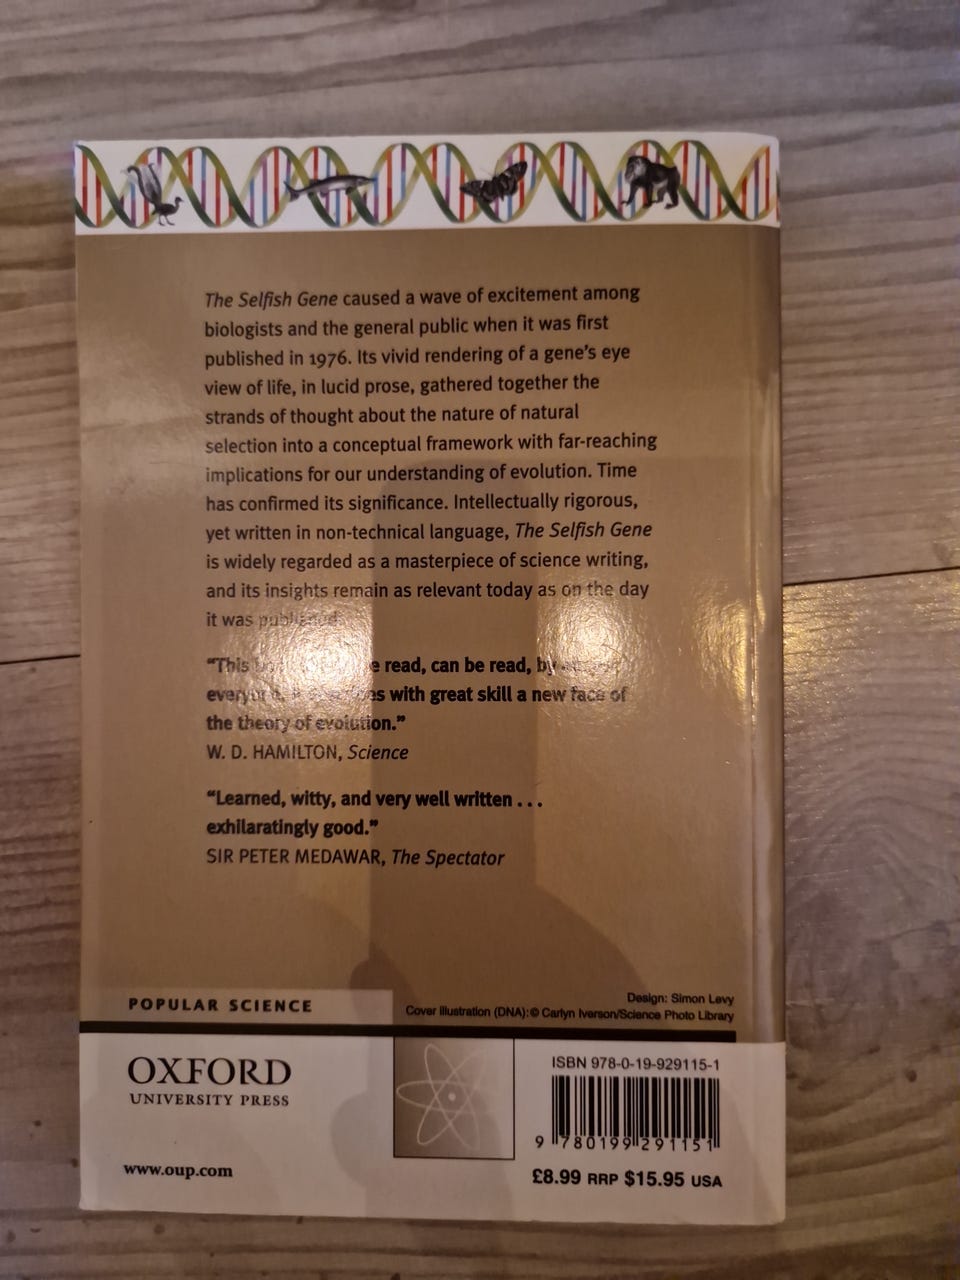 The Selfish Gene caused a wave of excitement among
biologists and the general public when it was first
published in 1976. Its vivid rendering of a gene's eye
view of life, in lucid prose, gathered together the
strands of thought about the nature of natural
selection into a conceptual framework with far-reaching
implications for our understanding of evolution. Time
has confirmed its significance. Intellectually rigorous,
yet written in non-technical language, The Selfish Gene
is widely regarded as a masterpiece of science writing,
and its insights remain as relevant today as on the day
it was published.
“This read, can be read, by
with great skill a new face of
the theory of evolution.”
W. D. HAMILTON, Science
“Learned, witty, and very well written . . .
exhilaratingly good.”
SIR PETER MEDAWAR, The Spectator
POPULAR SCIENCE
Design: Simon Levy
Cover illustration (DNA): © Carlyn Iverson/Science Photo Library
OXFORD
UNIVERSITY PRESS
www.oup.com
ISBN 978-0-19-929115-1
9 780199 291151
£8.99 RRP $15.95 USA